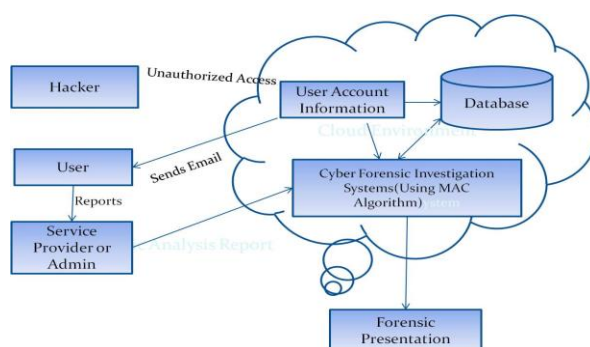 Hacker
Unauthorized Access
User Account
Information
Database
Cloud Environment
User
Sends Email
Cyber Forensic Investigation
Systems(Using MAC
Algorithm)ystem
Reports
Service
Provider or
Admin
Analysis Report
Forensic
Presentation